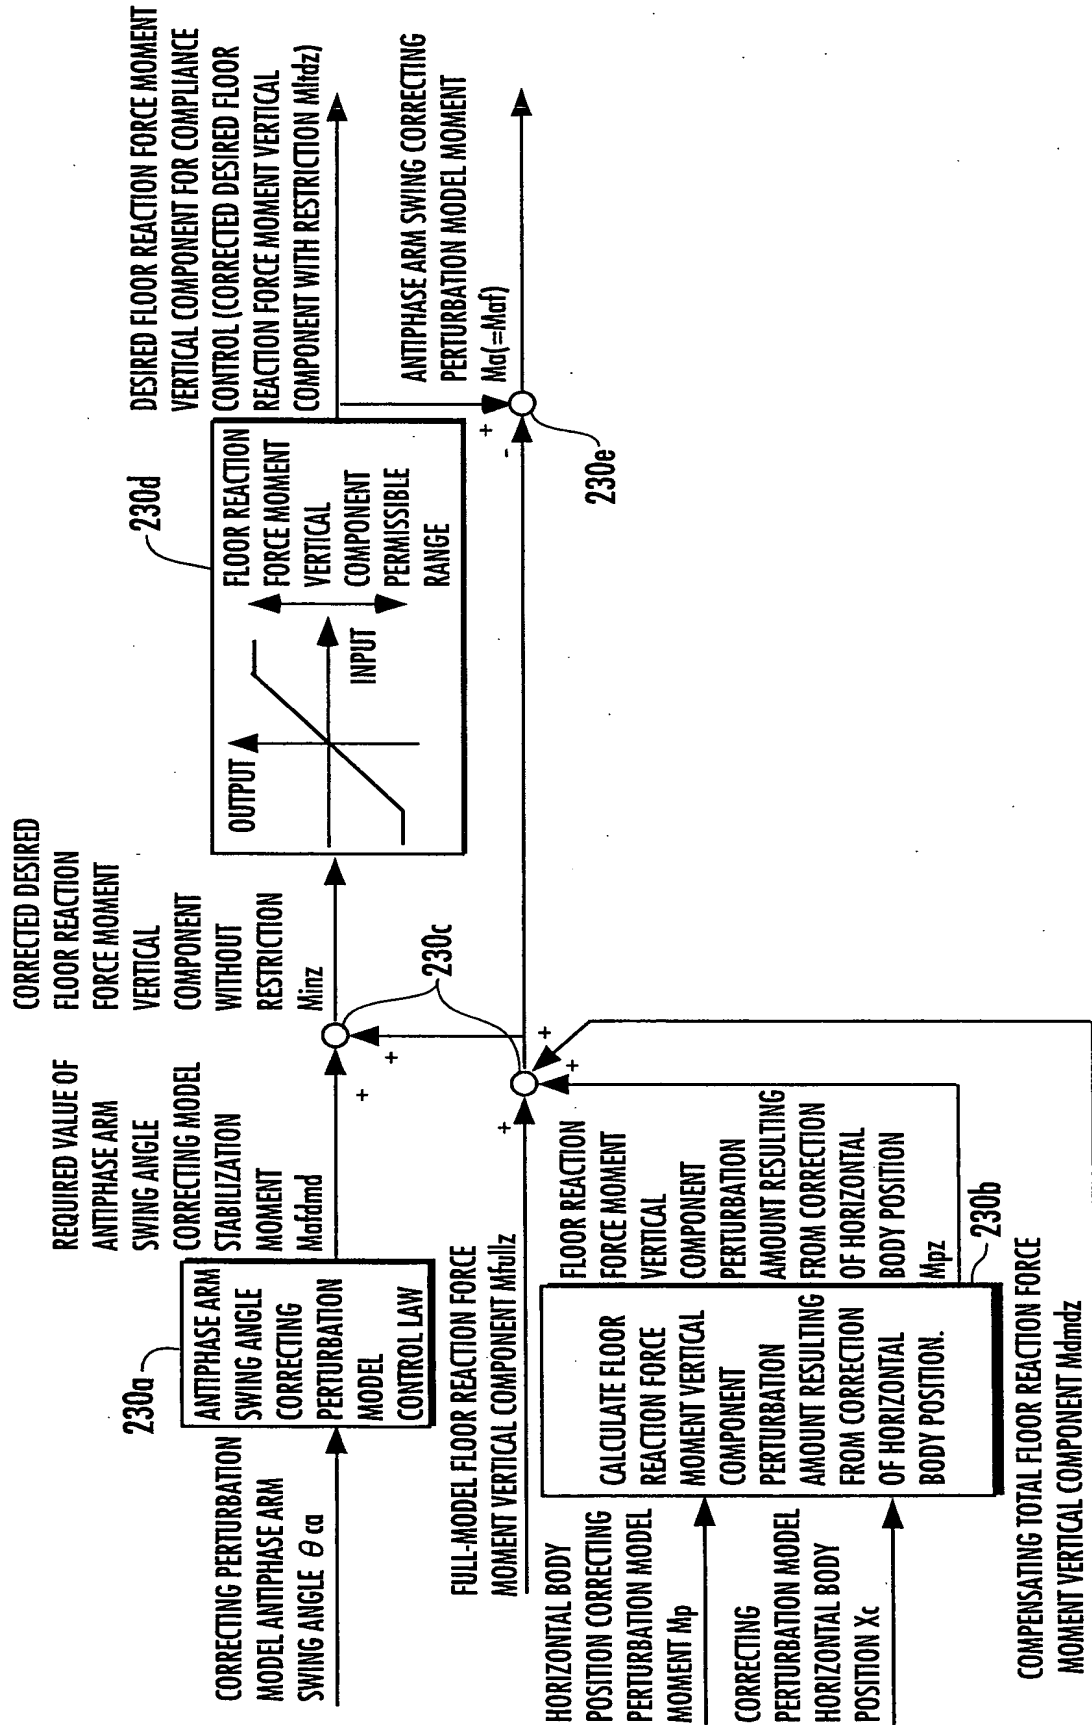 CORRECTING PERTURBATION
MODEL ANTIPHASE ARM
SWING ANGLE θca
230a
ANTIPHASE ARM
SWING ANGLE
CORRECTING
PERTURBATION
MODEL
CONTROL LAW
REQUIRED VALUE OF
ANTIPHASE ARM
SWING ANGLE
CORRECTING MODEL
STABILIZATION
MOMENT
Mafdmd
+
+
230c
CORRECTED DESIRED
FLOOR REACTION
FORCE MOMENT
VERTICAL
COMPONENT
WITHOUT
RESTRICTION
Minz
230d
OUTPUT
INPUT
FLOOR REACTION
FORCE MOMENT
VERTICAL
COMPONENT
PERMISSIBLE
RANGE
DESIRED FLOOR REACTION FORCE MOMENT
VERTICAL COMPONENT FOR COMPLIANCE
CONTROL (CORRECTED DESIRED FLOOR
REACTION FORCE MOMENT VERTICAL
COMPONENT WITH RESTRICTION Mltdz)
ANTIPHASE ARM SWING CORRECTING
PERTURBATION MODEL MOMENT
Ma(=Maf)
+
-
230e
FULL-MODEL FLOOR REACTION FORCE
MOMENT VERTICAL COMPONENT Mfullz
+
+
+
HORIZONTAL BODY
POSITION CORRECTING
PERTURBATION MODEL
MOMENT Mp
CORRECTING
PERTURBATION MODEL
HORIZONTAL BODY
POSITION Xc
CALCULATE FLOOR
REACTION FORCE
MOMENT VERTICAL
COMPONENT
PERTURBATION
AMOUNT RESULTING
FROM CORRECTION
OF HORIZONTAL
BODY POSITION.
230b
FLOOR REACTION
FORCE MOMENT
VERTICAL
COMPONENT
PERTURBATION
AMOUNT RESULTING
FROM CORRECTION
OF HORIZONTAL
BODY POSITION
Mpz
COMPENSATING TOTAL FLOOR REACTION FORCE
MOMENT VERTICAL COMPONENT Mdmdz